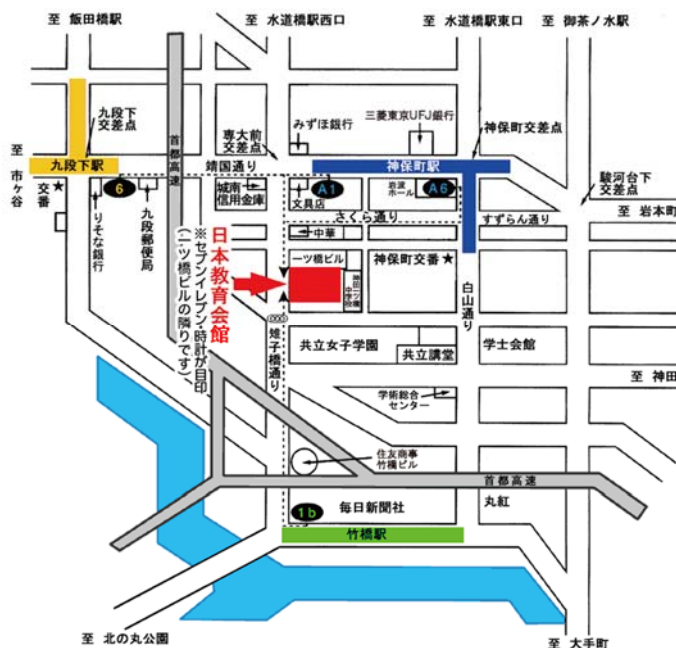 至 飯田橋駅
至 水道橋駅西口
至 水道橋駅東口
至 御茶ノ水駅
九段下
交差点
首都高速
専大前
交差点
みずほ銀行
三菱東京UFJ銀行
神保町交差点
至 市ヶ谷
九段下駅
靖国通り
神保町駅
駿河台下
交差点
交番★
6
城南
信用金庫
A1
文具店
岩波
ホール
A6
至 岩本町
りそな銀行
九段郵便局
さくら通り
すずらん通り
中華
日本教育会館
※セブンイレブン・時計が目印
(一ツ橋ビルの隣りです)
一ツ橋ビル
神田一ツ橋
中学校
神保町交番★
白山通り
雉子橋通り
共立女子学園
共立講堂
学士会館
至 神田
学術総合
センター
住友商事
竹橋ビル
首都高速
丸紅
1b
毎日新聞社
竹橋駅
至 北の丸公園
至 大手町